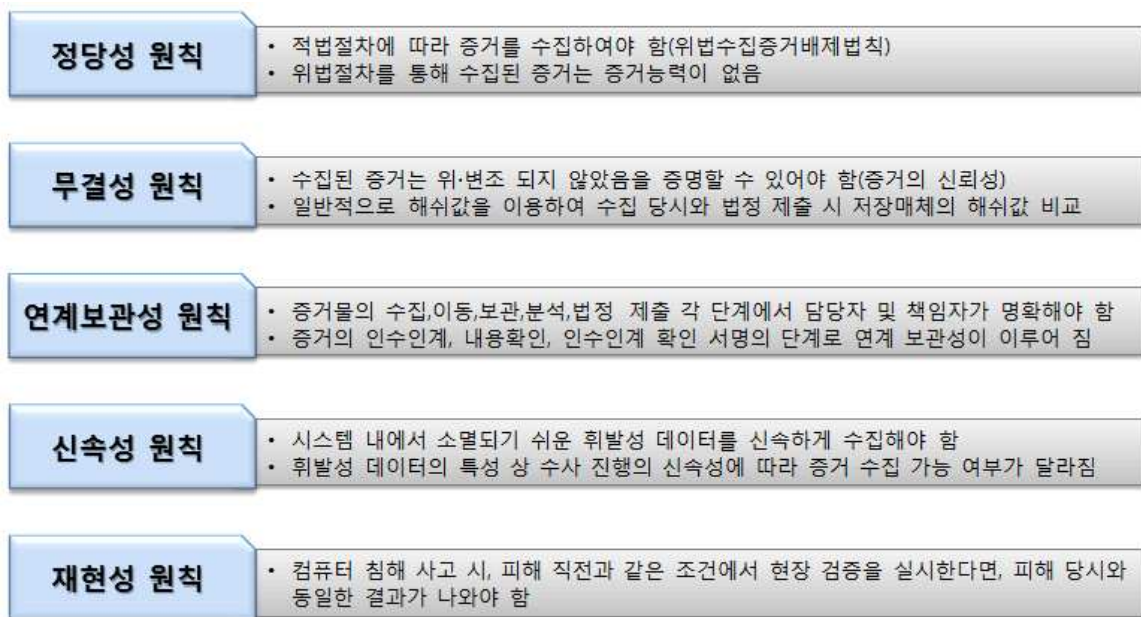 정당성 원칙
• 적법절차에 따라 증거를 수집하여야 함(위법수집증거배제법칙)
• 위법절차를 통해 수집된 증거는 증거능력이 없음
무결성 원칙
• 수집된 증거는 위·변조 되지 않았음을 증명할 수 있어야 함(증거의 신뢰성)
• 일반적으로 해쉬값을 이용하여 수집 당시와 법정 제출 시 저장매체의 해쉬값 비교
연계보관성 원칙
• 증거물의 수집,이동,보관,분석,법정 제출 각 단계에서 담당자 및 책임자가 명확해야 함
• 증거의 인수인계, 내용확인, 인수인계 확인 서명의 단계로 연계 보관성이 이루어 짐
신속성 원칙
• 시스템 내에서 소멸되기 쉬운 휘발성 데이터를 신속하게 수집해야 함
• 휘발성 데이터의 특성 상 수사 진행의 신속성에 따라 증거 수집 가능 여부가 달라짐
재현성 원칙
• 컴퓨터 침해 사고 시, 피해 직전과 같은 조건에서 현장 검증을 실시한다면, 피해 당시와
동일한 결과가 나와야 함